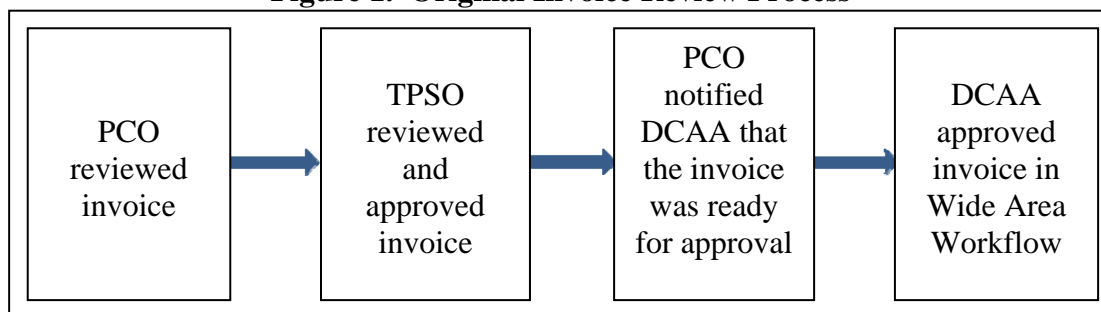 Figure Original Invoice Review Process
PCO
reviewed
invoice
TPSO
reviewed
and
approved
invoice
PCO
notified
DCAA that
the invoice
was ready
for approval
DCAA
approved
invoice in
Wide Area
Workflow